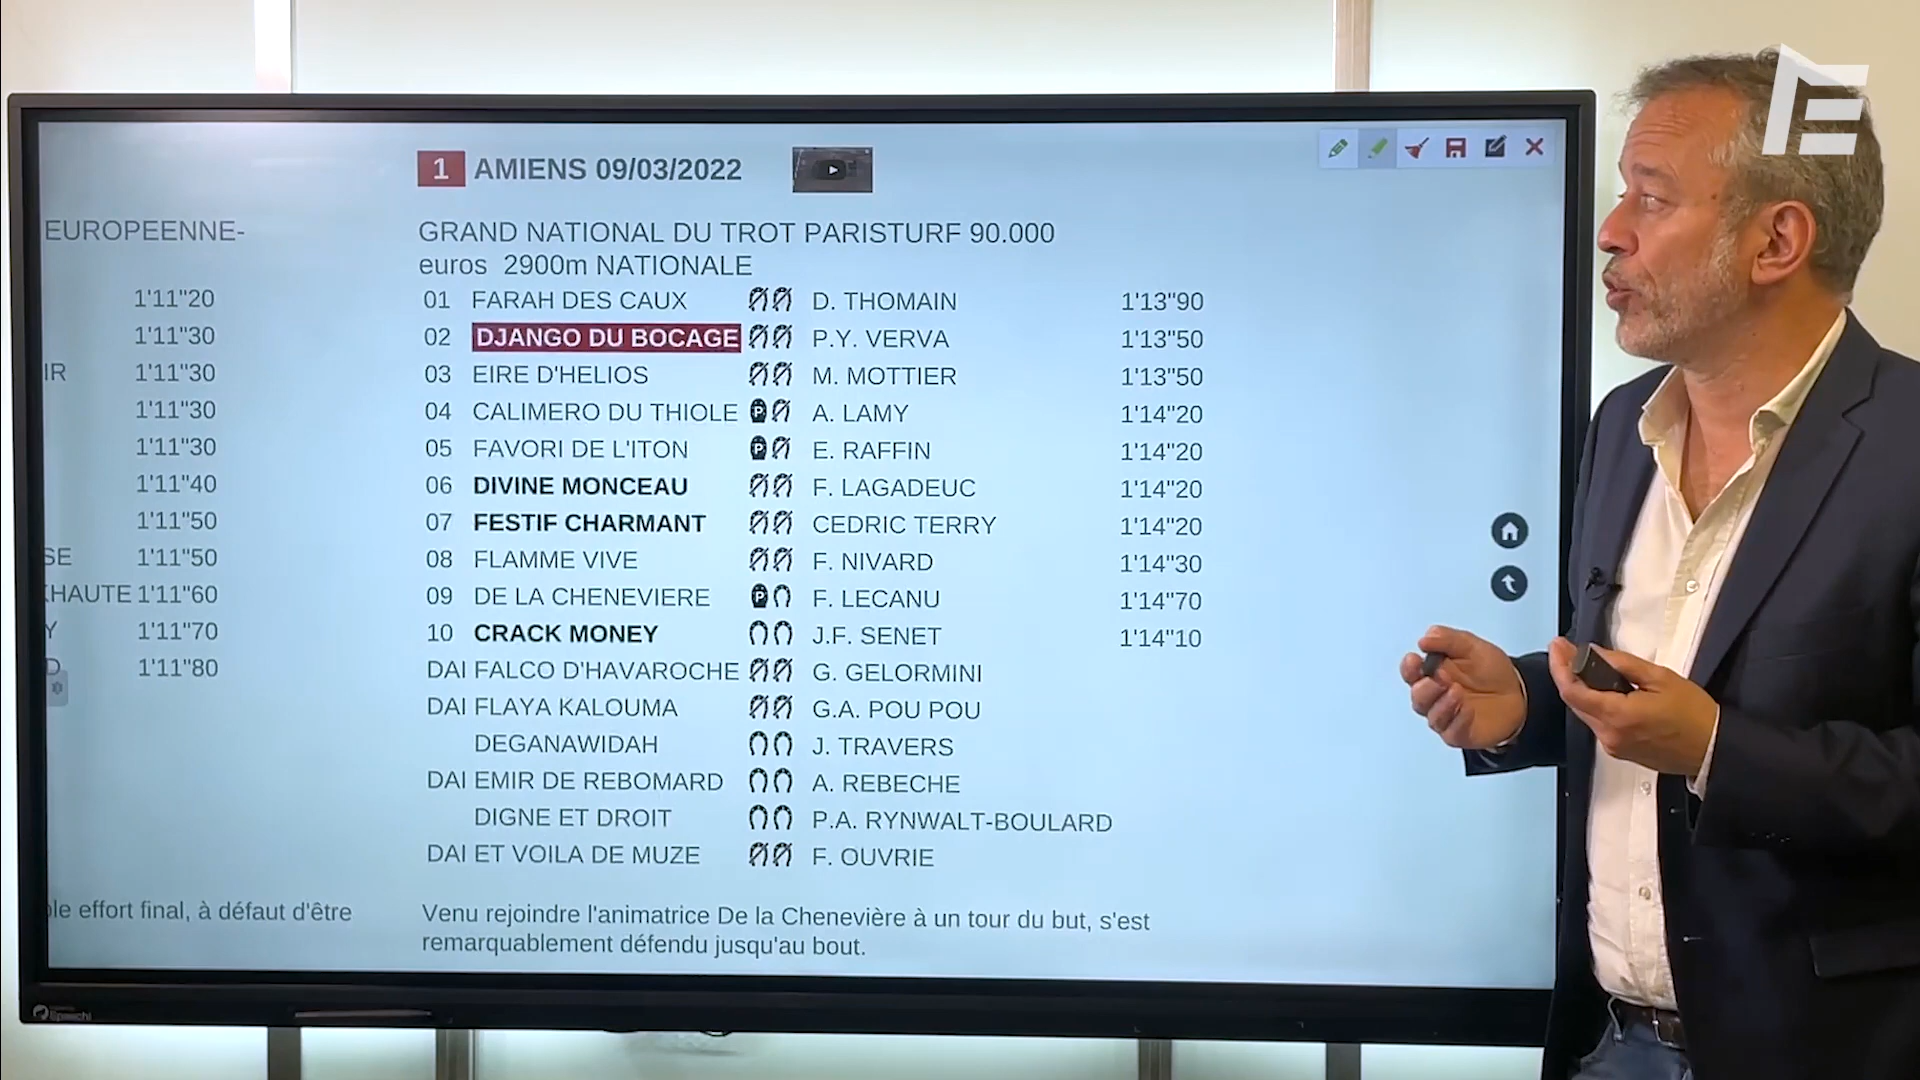 1 AMIENS 09/03/2022
EUROPEENNE-
GRAND NATIONAL DU TROT PARISTURF 90.000
euros 2900m NATIONALE
1'11"20
01 FARAH DES CAUX D. THOMAIN 1'13"90
1'11"30
02 DJANGO DU BOCAGE P.Y. VERVA 1'13"50
IR 1'11"30
03 EIRE D'HELIOS M. MOTTIER 1'13"50
1'11"30
04 CALIMERO DU THIOLE P A. LAMY 1'14"20
1'11"30
05 FAVORI DE L'ITON P E. RAFFIN 1'14"20
1'11"40
06 DIVINE MONCEAU F. LAGADEUC 1'14"20
1'11"50
07 FESTIF CHARMANT CEDRIC TERRY 1'14"20
SE 1'11"50
08 FLAMME VIVE F. NIVARD 1'14"30
KHAUTE 1'11"60
09 DE LA CHENEVIERE P F. LECANU 1'14"70
Y 1'11"70
10 CRACK MONEY J.F. SENET 1'14"10
D 1'11"80
DAI FALCO D'HAVAROCHE G. GELORMINI
DAI FLAYA KALOUMA G.A. POU POU
DEGANAWIDAH J. TRAVERS
DAI EMIR DE REBOMARD A. REBECHE
DIGNE ET DROIT P.A. RYNWALT-BOULARD
DAI ET VOILA DE MUZE F. OUVRIE
ble effort final, à défaut d'être
Venu rejoindre l'animatrice De la Chenevière à un tour du but, s'est
remarquablement défendu jusqu'au bout.
Speechi